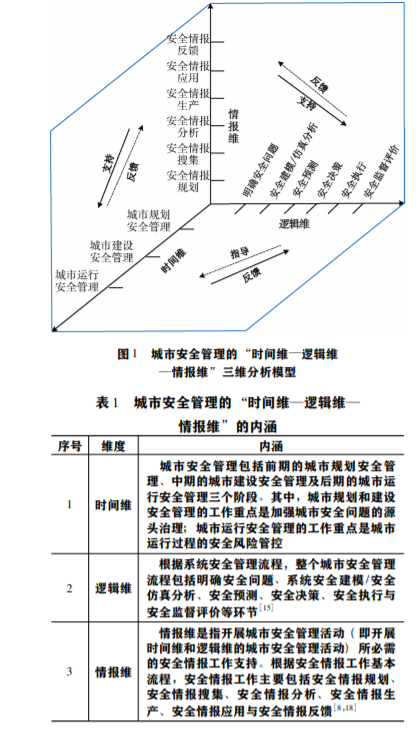 安全情报
反馈
安全情报
应用
安全情报
生产
安全情报
分析
安全情报
搜集
安全情报
规划
情报维
反馈
支持
支持
反馈
明确安全问题
安全建模/仿真分析
安全预测
安全决策
安全执行
安全监督评价
逻辑维
城市规划
安全管理
城市建设
安全管理
城市运行
安全管理
时间维
指导
反馈
图1 城市安全管理的“时间维—逻辑维
—情报维”三维分析模型
表1 城市安全管理的“时间维—逻辑维—
情报维”的内涵
序号 维度 内涵
城市安全管理包括前期的城市规划安全管
理、中期的城市建设安全管理及后期的城市运
行安全管理三个阶段。其中，城市规划和建设
1 时间维 安全管理的工作重点是加强城市安全问题的源
头治理；城市运行安全管理的工作重点是城市
运行过程的安全风险管控
根据系统安全管理流程，整个城市安全管理
流程包括明确安全问题、系统安全建模/安全
2 逻辑维 仿真分析、安全预测、安全决策、安全执行与
安全监督评价等环节[15]
情报维是指开展城市安全管理活动（即开展
时间维和逻辑维的城市安全管理活动）所必需
的安全情报工作支持。根据安全情报工作基本
3 情报维 流程，安全情报工作主要包括安全情报规划、
安全情报搜集、安全情报分析、安全情报生
产、安全情报应用与安全情报反馈[8,18]